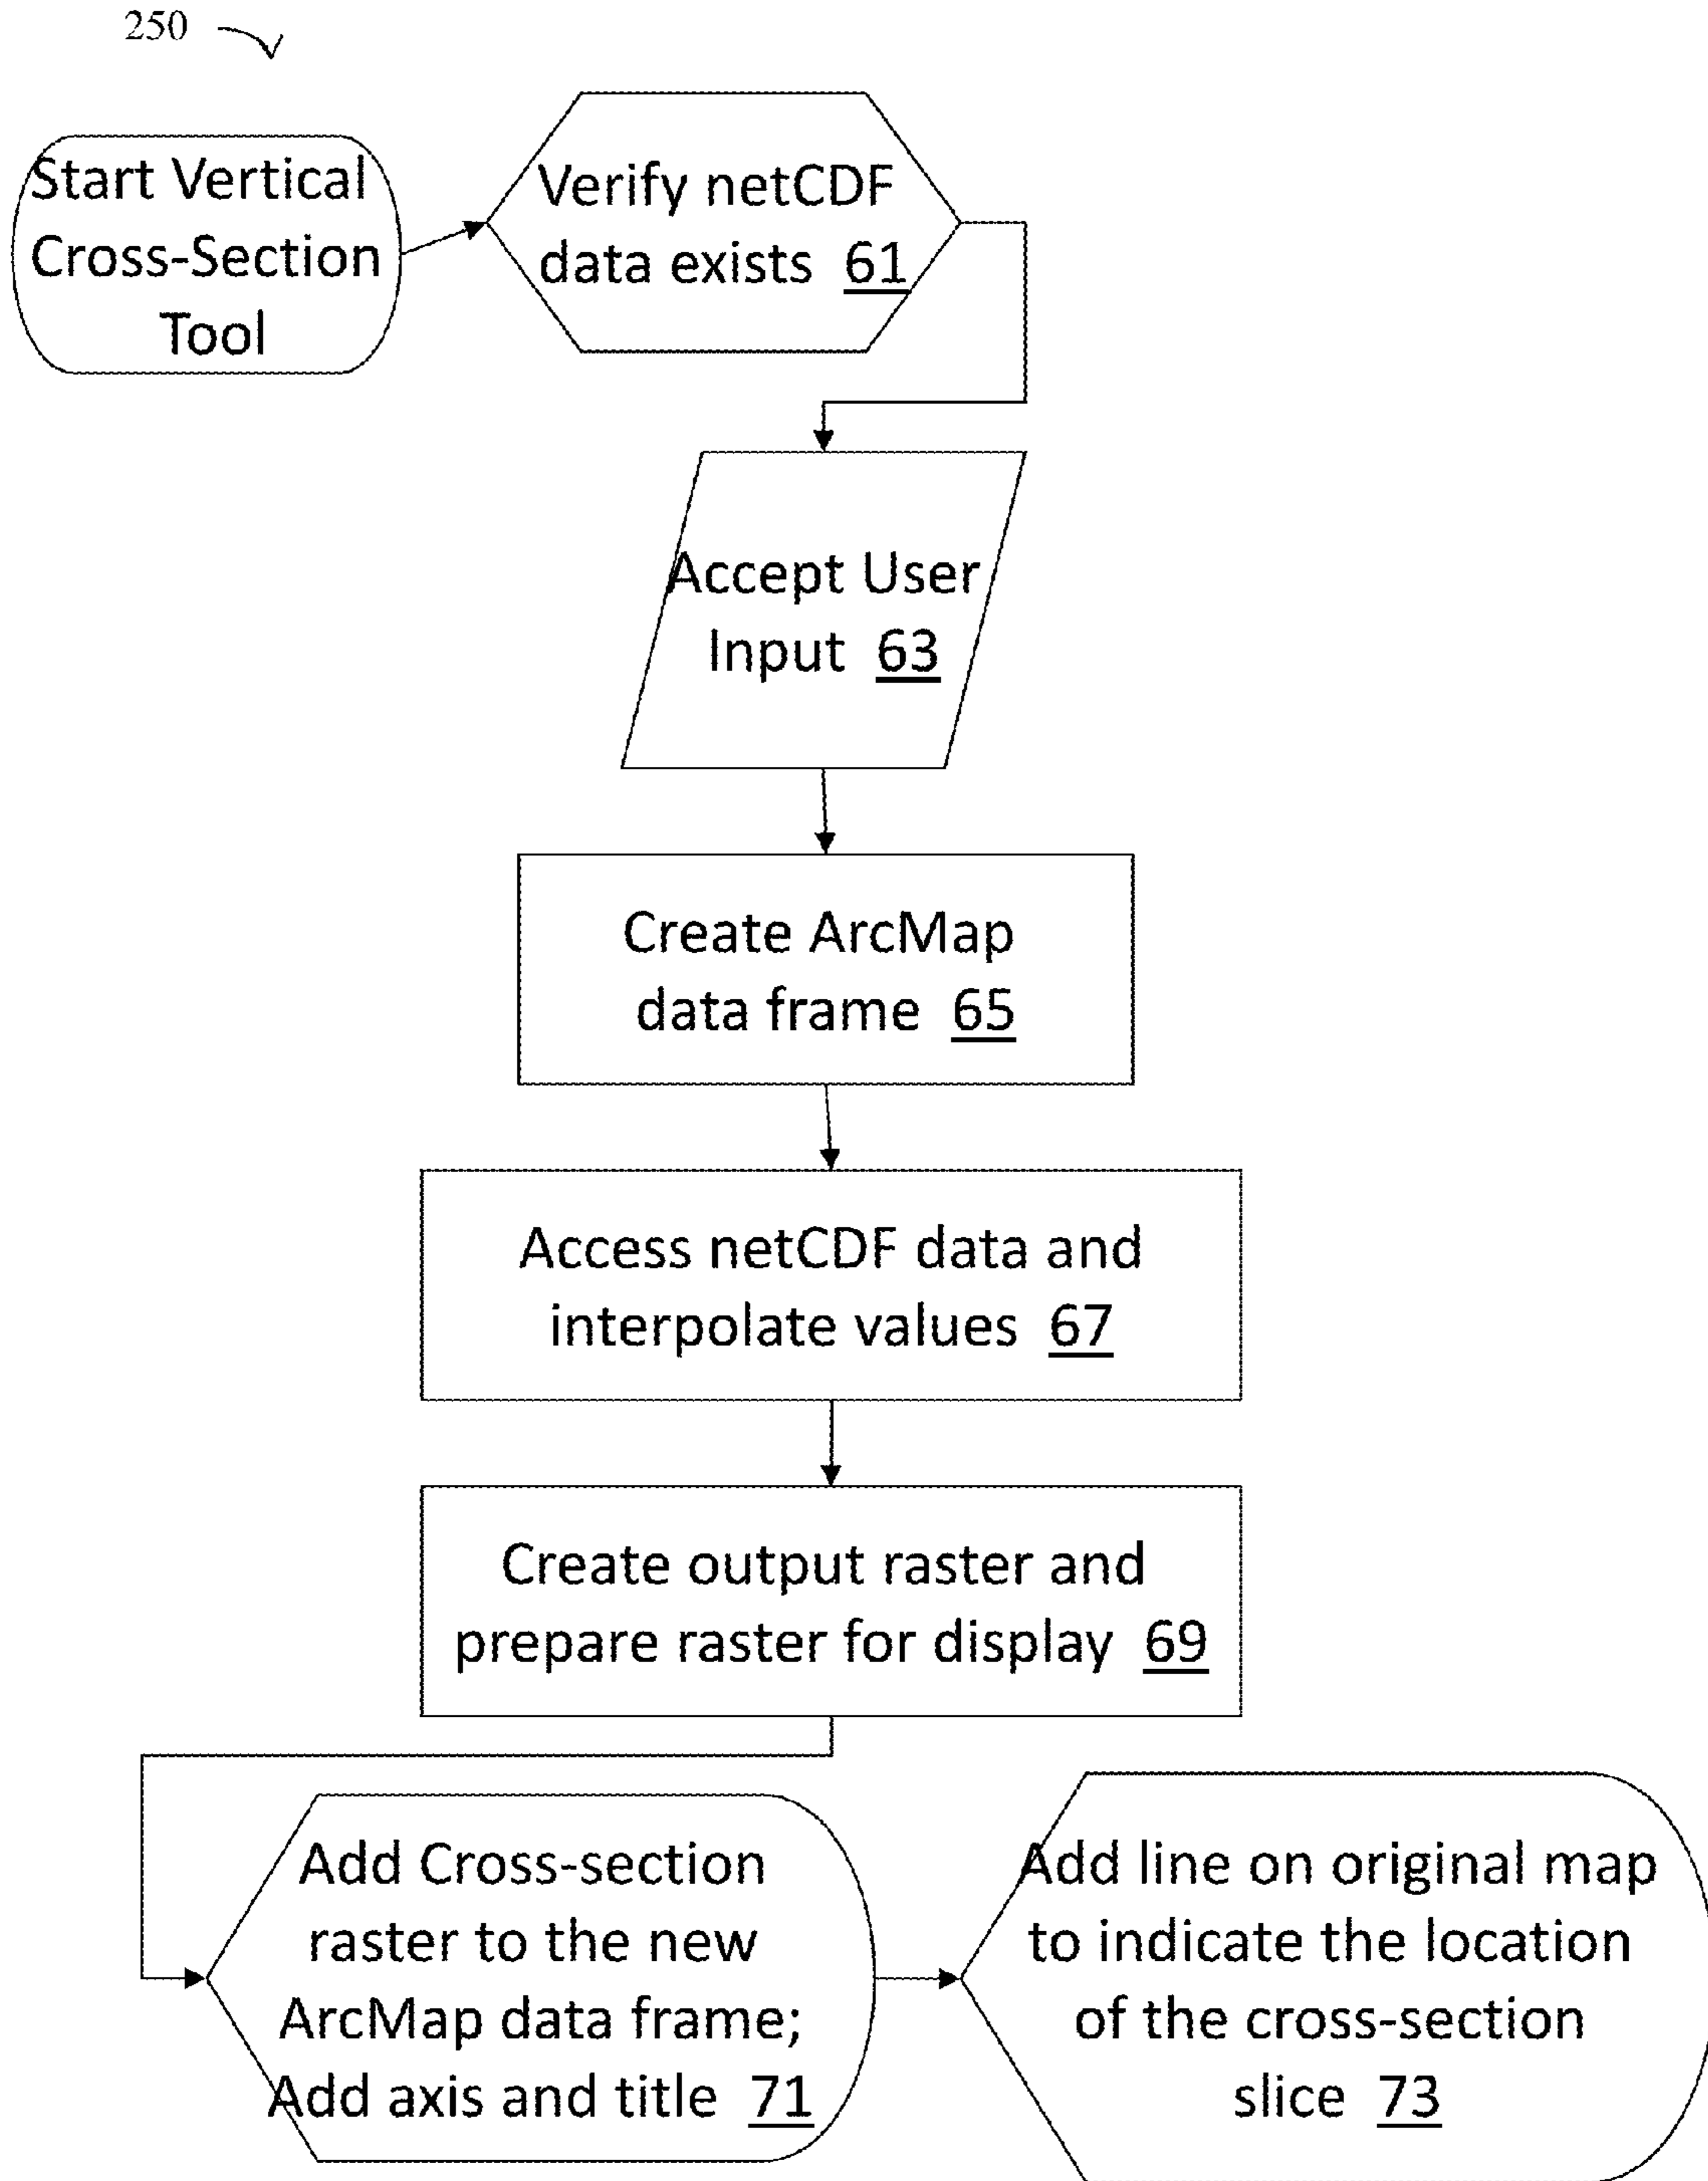 250
Start Vertical
Cross-Section
Tool
Verify netCDF
data exists 61
Accept User
Input 63
Create ArcMap
data frame 65
Access netCDF data and
interpolate values 67
Create output raster and
prepare raster for display 69
Add Cross-section
raster to the new
ArcMap data frame;
Add axis and title 71
Add line on original map
to indicate the location
of the cross-section
slice 73